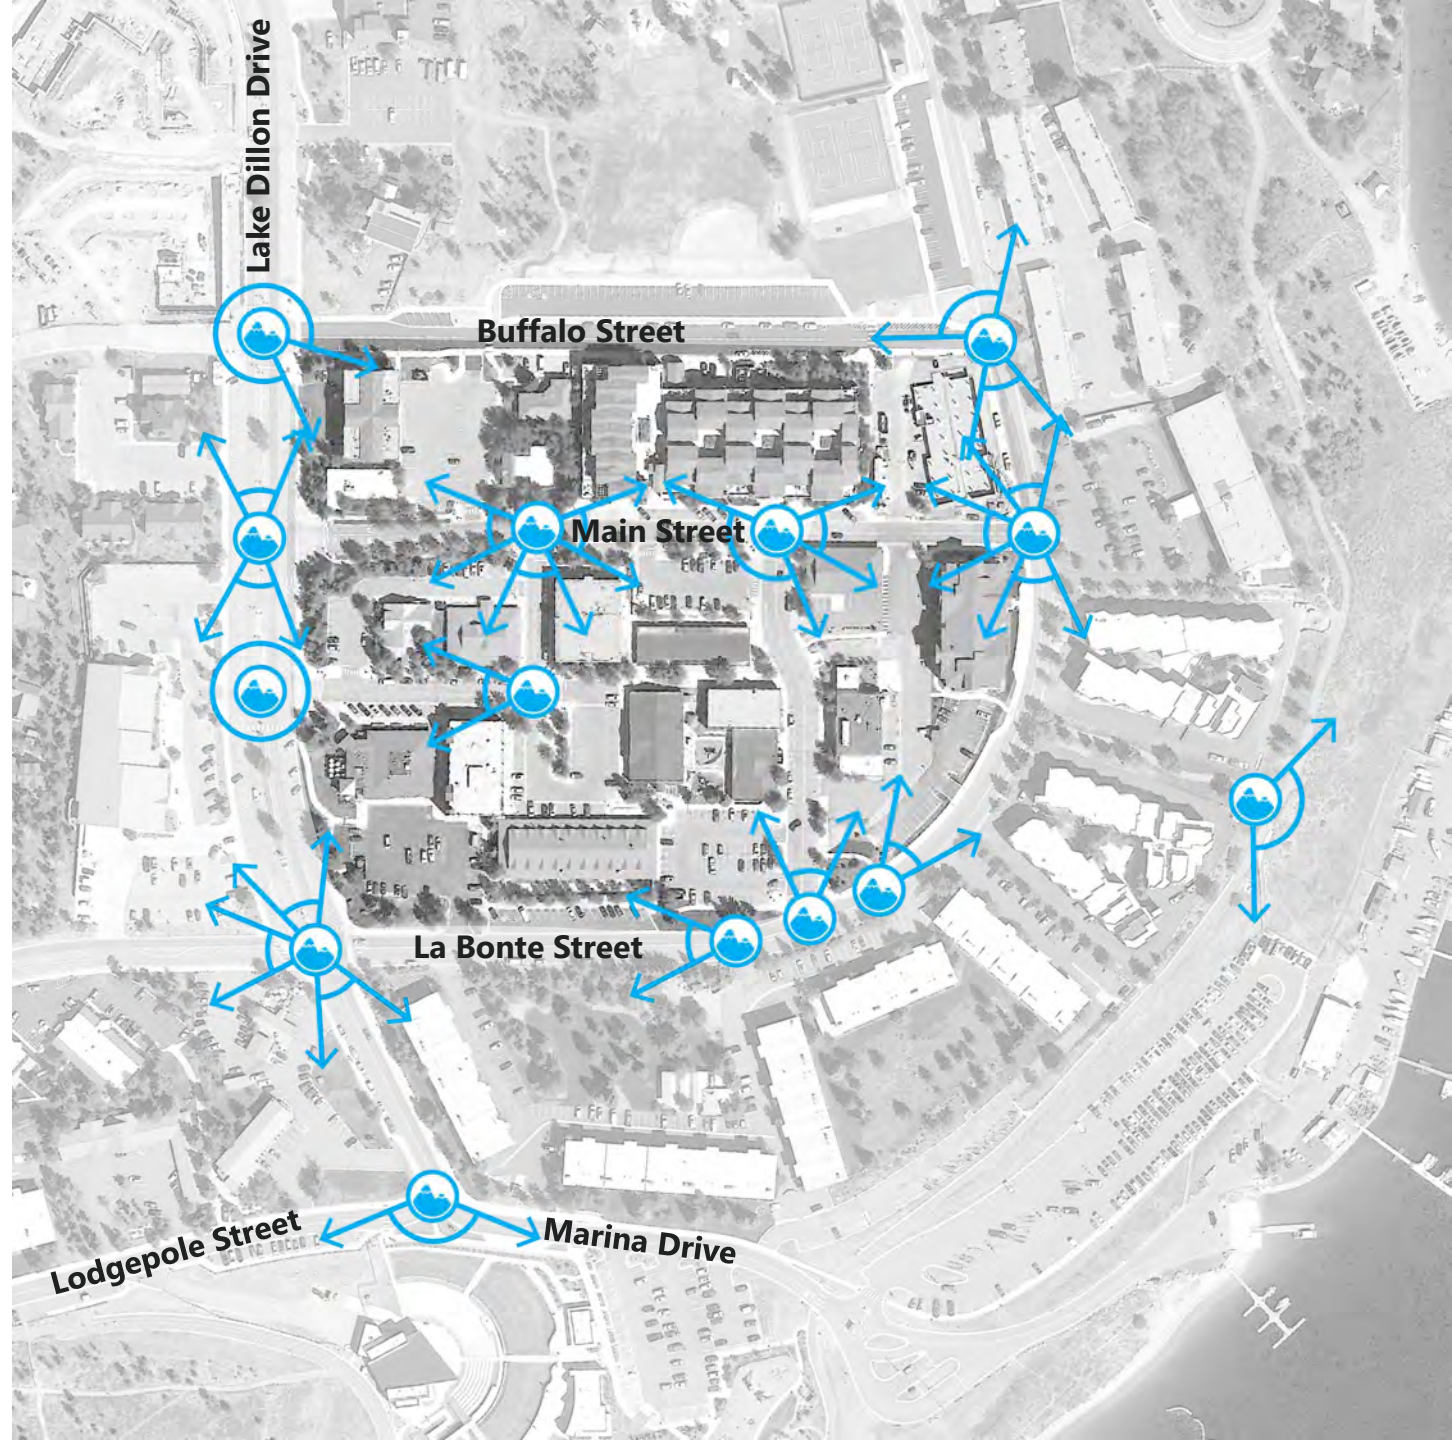 Lake Dillon Drive
Buffalo Street
Main Street
La Bonte Street
Lodgepole Street
Marina Drive